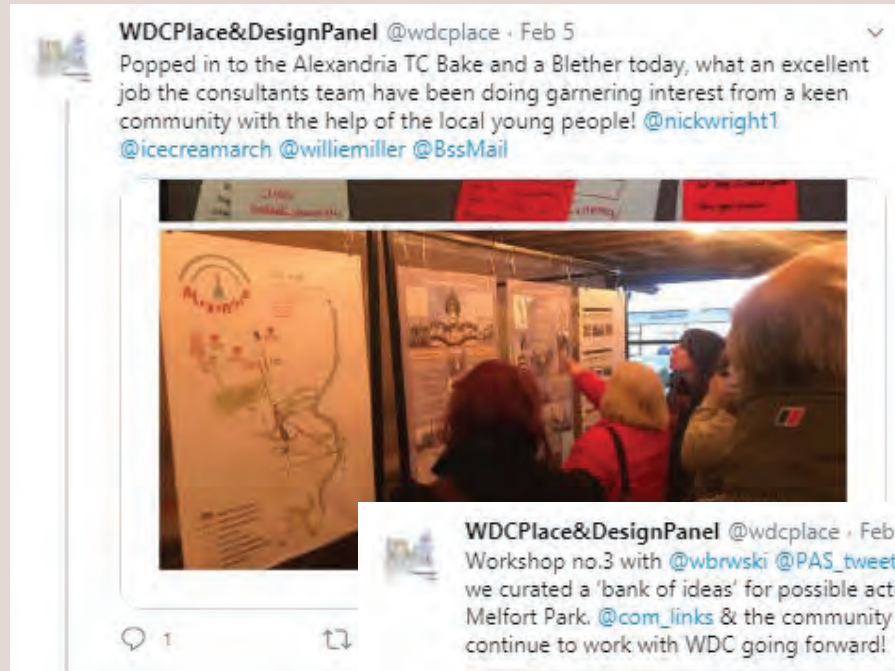 WDCPlace&DesignPanel @wdcplace · Feb 5
Popped in to the Alexandria TC Bake and a Blether today, what an excellent
job the consultants team have been doing garnering interest from a keen
community with the help of the local young people! @nickwright1
@icecreamarch @williemiller @BssMail
1
WDCPlace&DesignPanel @wdcplace · Feb
Workshop no.3 with @wbrwski @PAS_tweet
we curated a 'bank of ideas' for possible act
Melfort Park. @com_links & the community
continue to work with WDC going forward!